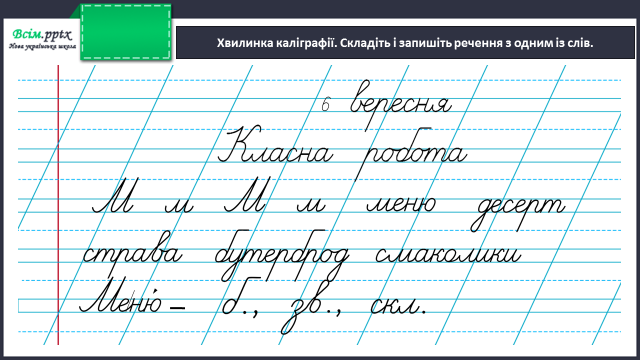 Всім.pptx
Нова українська школа
Хвилинка каліграфії. Складіть і запишіть речення з одним із слів.
6 вересня
Класна робота
М м М м меню десерт
страва бутерброд смаколики
Меню́ – б., зв., скл.